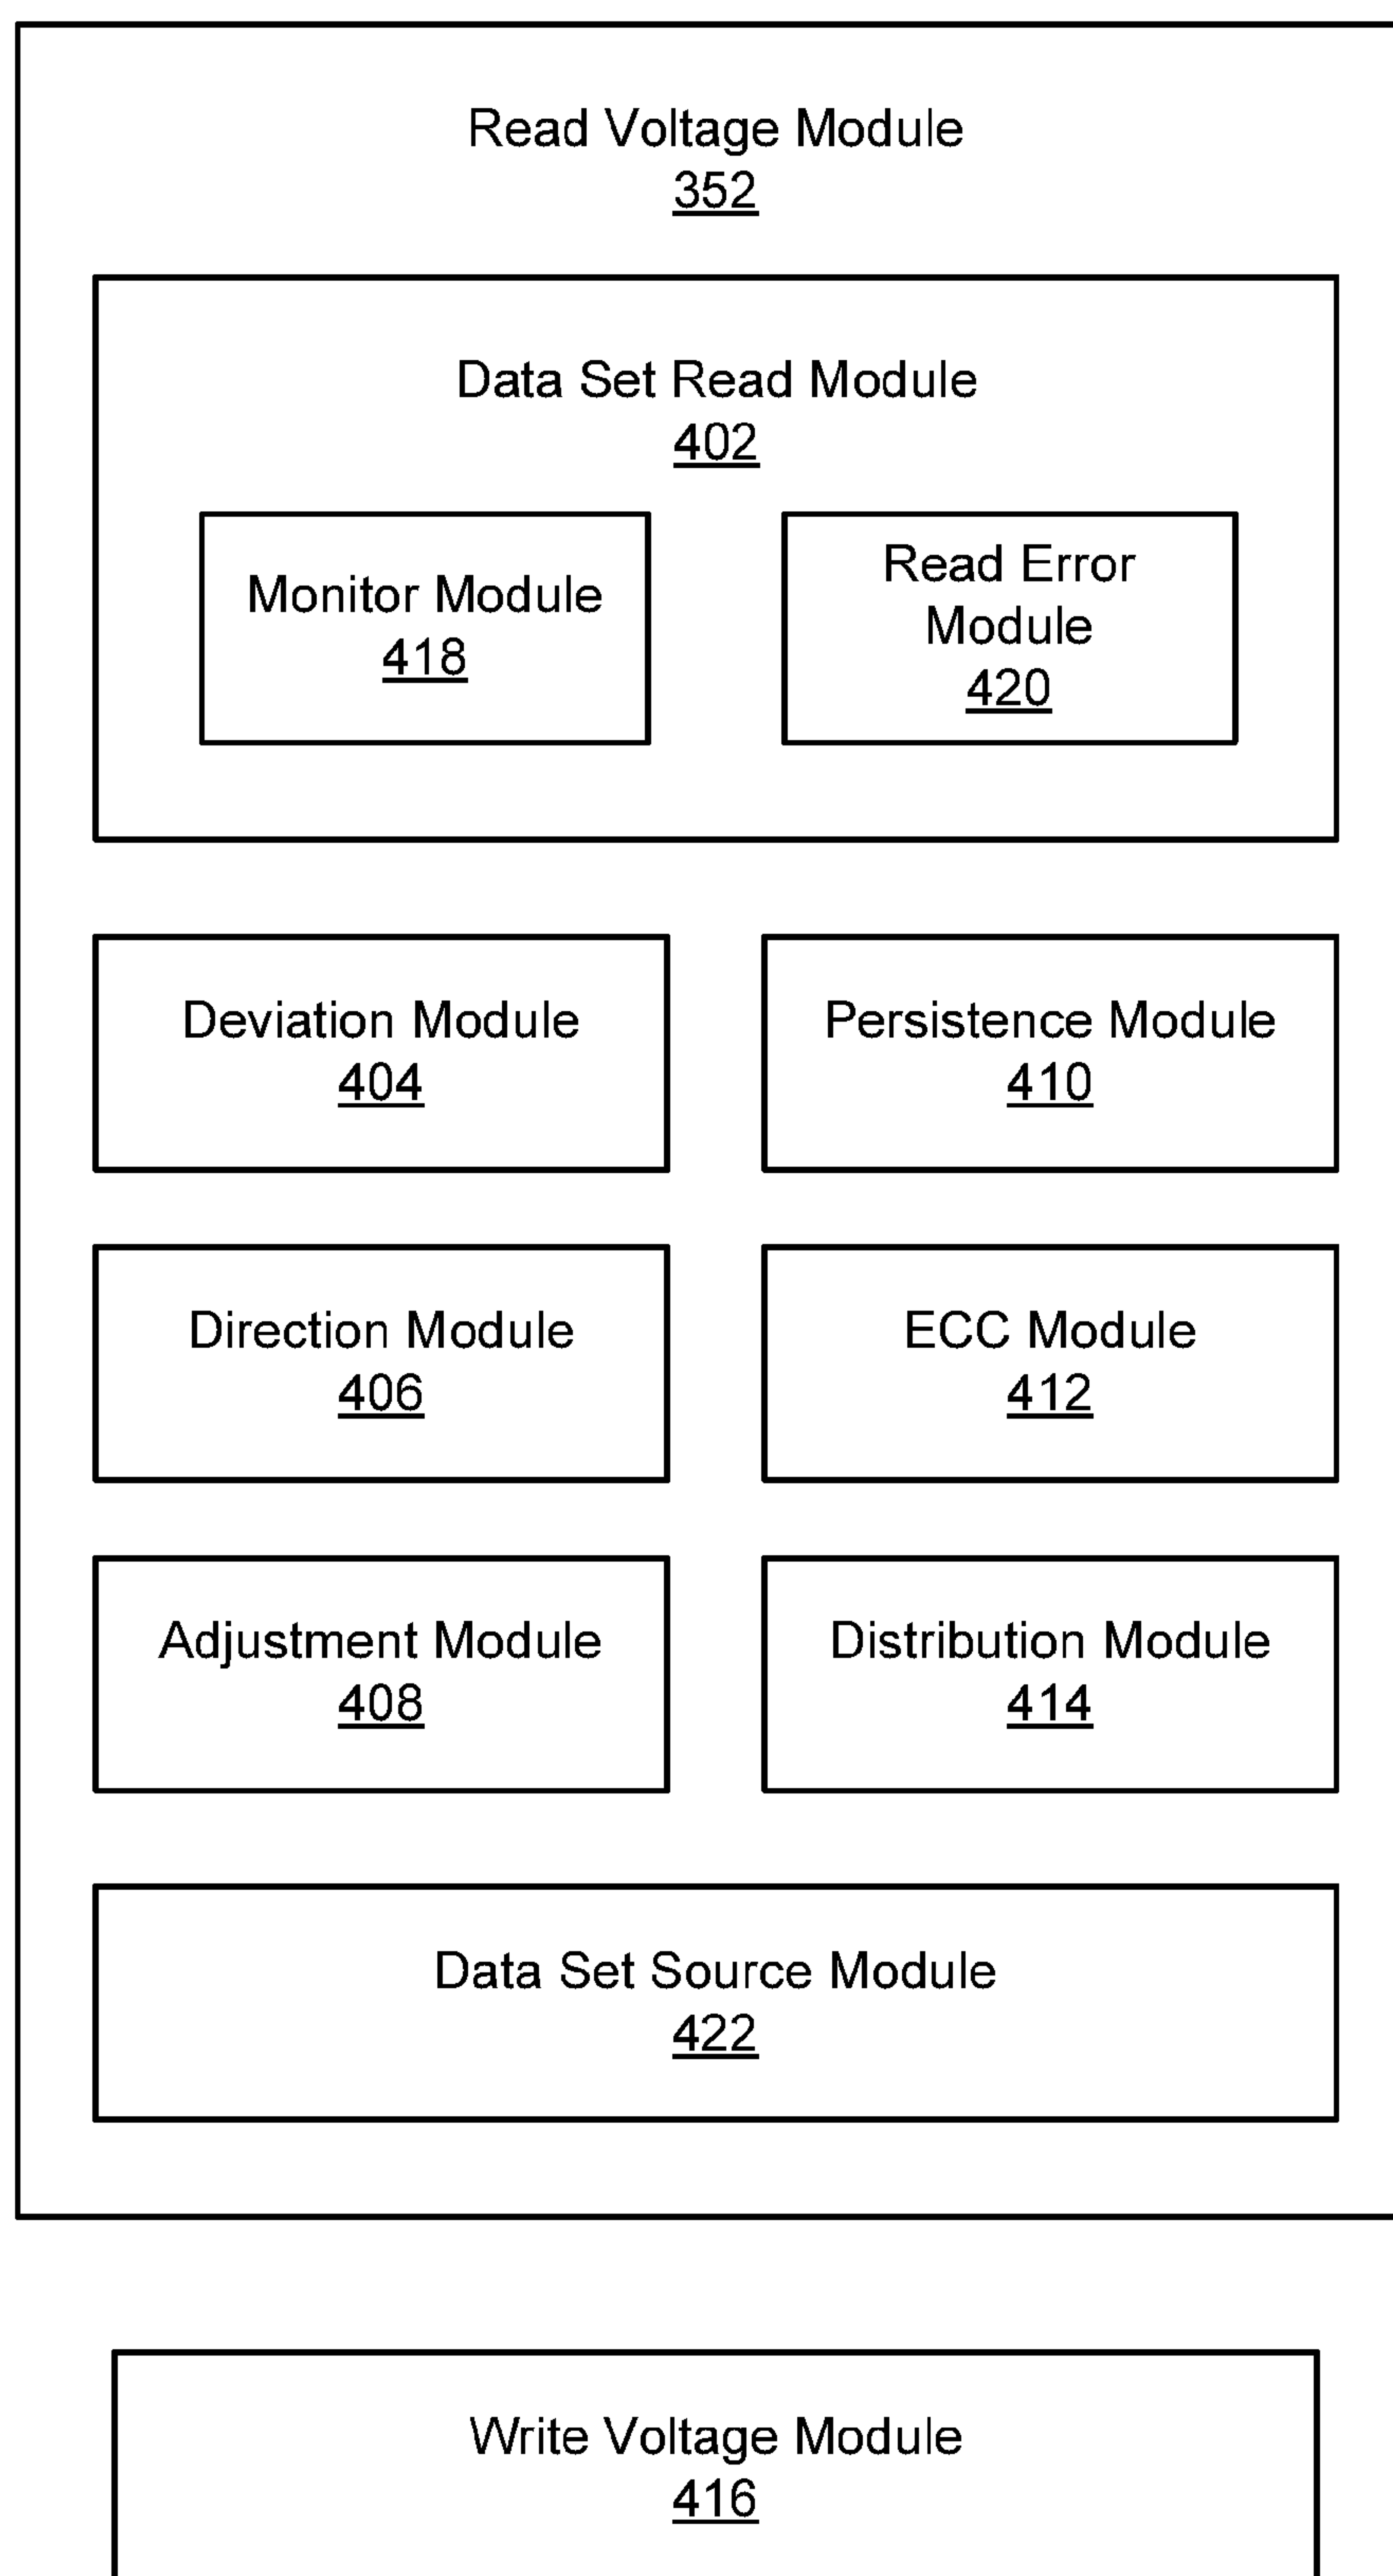 Read Voltage Module
352
Data Set Read Module
402
Monitor Module
418
Read Error
Module
420
Deviation Module
404
Persistence Module
410
Direction Module
406
ECC Module
412
Adjustment Module
408
Distribution Module
414
Data Set Source Module
422
Write Voltage Module
416